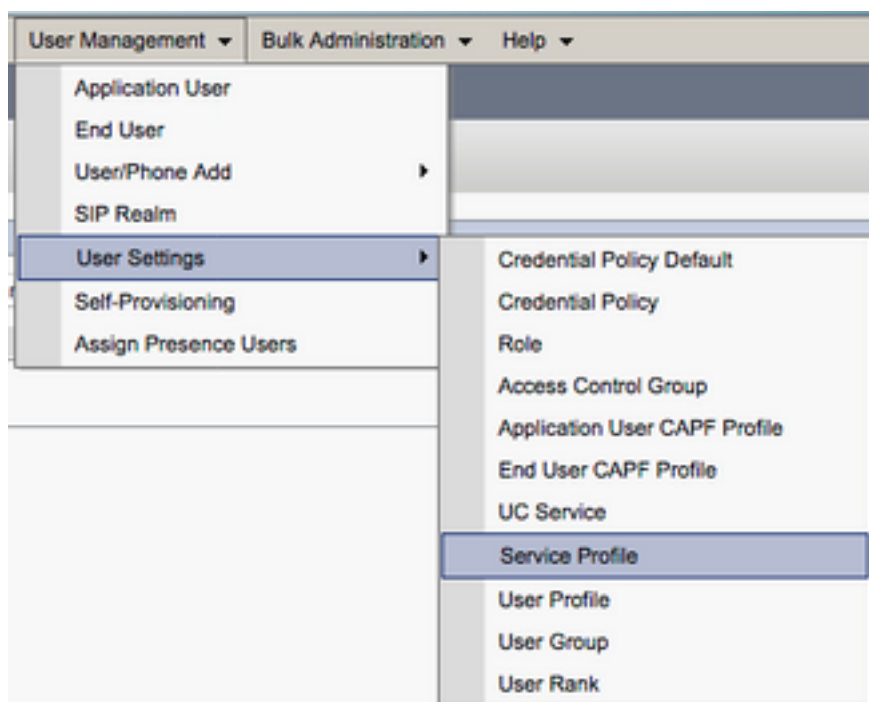 User Management Bulk Administration Help
Application User
End User
User/Phone Add
SIP Realm
User Settings
Self-Provisioning
Assign Presence Users
Credential Policy Default
Credential Policy
Role
Access Control Group
Application User CAPF Profile
End User CAPF Profile
UC Service
Service Profile
User Profile
User Group
User Rank